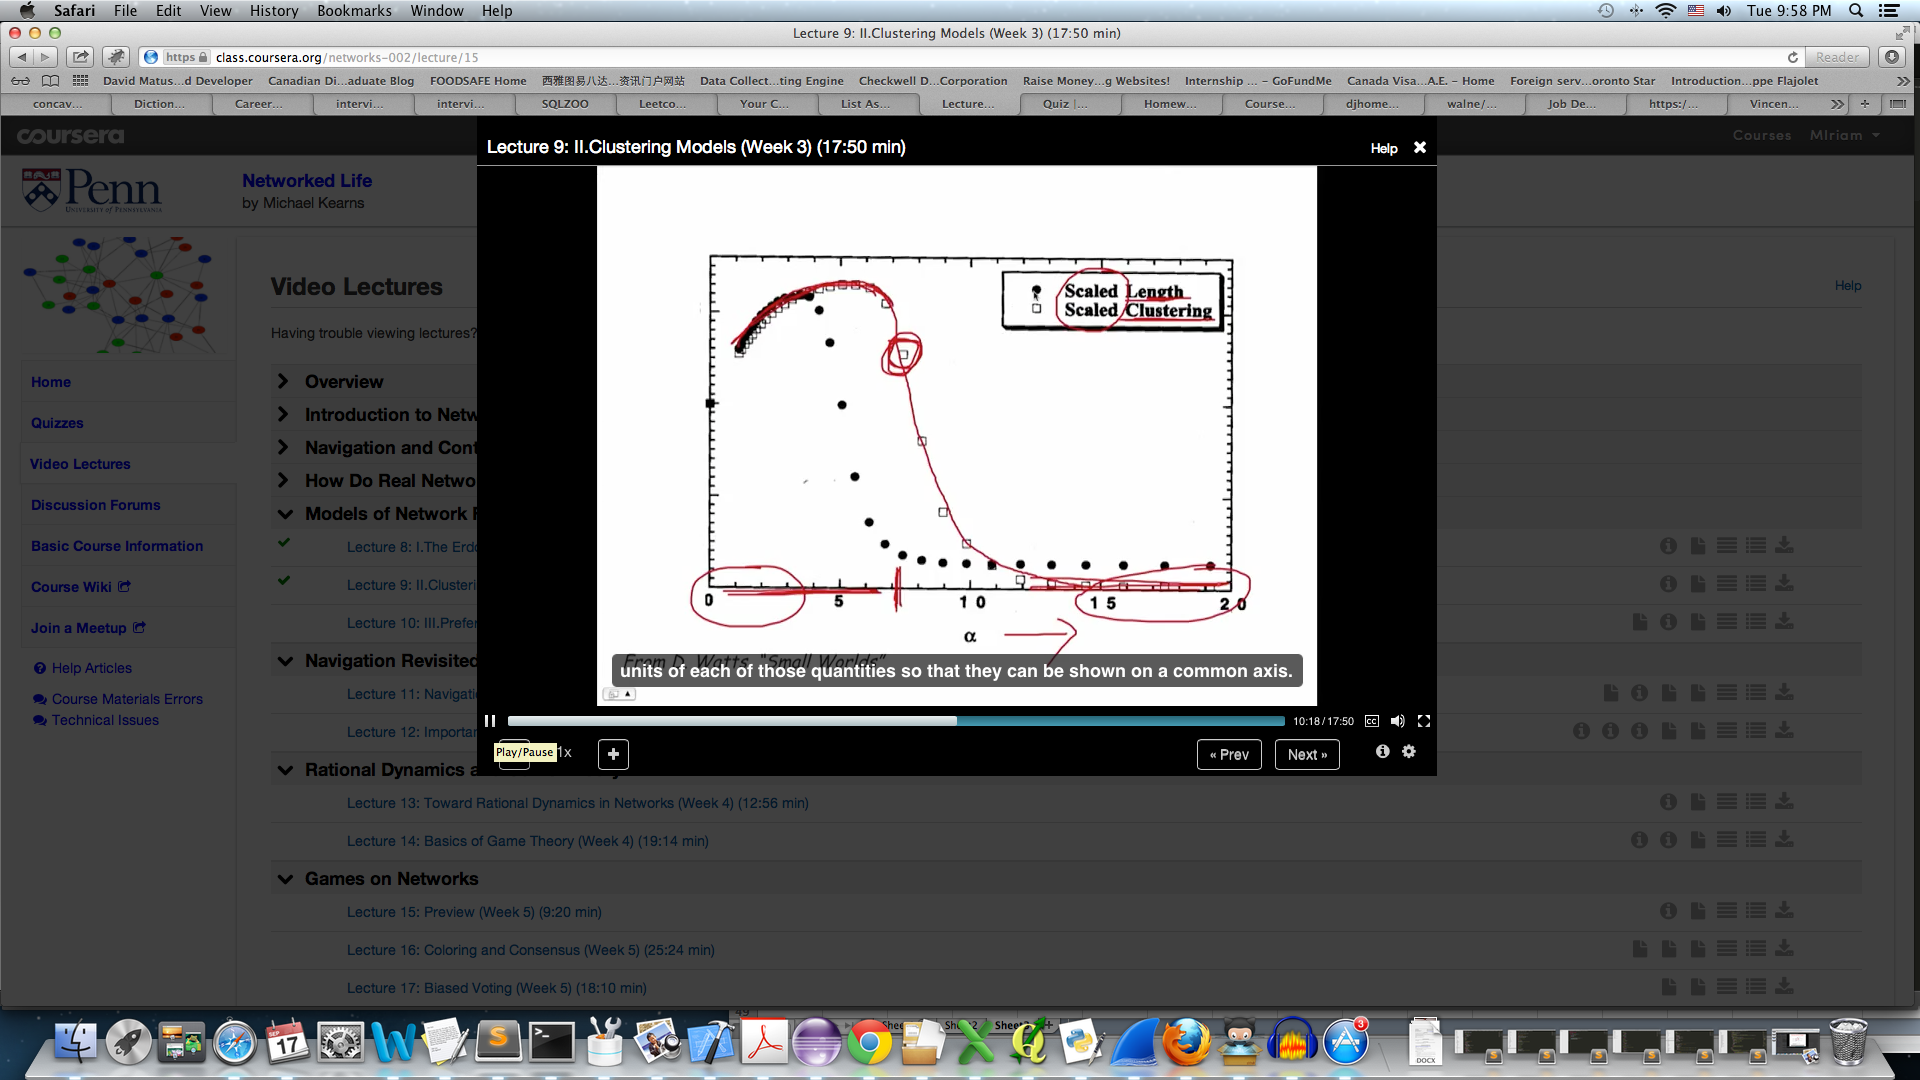 Safari File Edit View History Bookmarks Window Help Tue 9:58 PM
Lecture 9: II.Clustering Models (Week 3) (17:50 min)
https class.coursera.org/networks-002/lecture/15 Reader
David Matus...d Developer Canadian Di...aduate Blog FOODSAFE Home 西雅图易八达...资讯门户网站 Data Collect...ting Engine Checkwell D...Corporation Raise Money...g Websites! Internship ... - GoFundMe Canada Visa...A.E. - Home Foreign serv...oronto Star Introduction...ppe Flajolet
concav... Diction... Career... intervi... intervi... SQLZOO Leetco... Your C... List As... Lecture... Quiz |... Homew... Course... djhome... walne/... Job De... https:/... Vincen...
coursera Courses MIriam
Lecture 9: II.Clustering Models (Week 3) (17:50 min) Help
Penn
UNIVERSITY of PENNSYLVANIA
Networked Life
by Michael Kearns
Video Lectures
Help
Having trouble viewing lectures?
Home
Quizzes
Video Lectures
Discussion Forums
Basic Course Information
Course Wiki
Join a Meetup
Help Articles
Course Materials Errors
Technical Issues
Overview
Introduction to Netw
Navigation and Cont
How Do Real Netwo
Models of Network F
Lecture 8: I.The Erdo
Lecture 9: II.Clusteri
Lecture 10: III.Prefer
Navigation Revisited
Lecture 11: Navigatio
Lecture 12: Importan
Rational Dynamics a
Lecture 13: Toward Rational Dynamics in Networks (Week 4) (12:56 min)
Lecture 14: Basics of Game Theory (Week 4) (19:14 min)
Games on Networks
Lecture 15: Preview (Week 5) (9:20 min)
Lecture 16: Coloring and Consensus (Week 5) (25:24 min)
Lecture 17: Biased Voting (Week 5) (18:10 min)
Scaled Length
Scaled Clustering
0 5 10 15 20
α
From D. Watts, "Small Worlds"
units of each of those quantities so that they can be shown on a common axis.
10:18 / 17:50 CC
Play/Pause 1x + « Prev Next »
SEP
17
3
DOCX